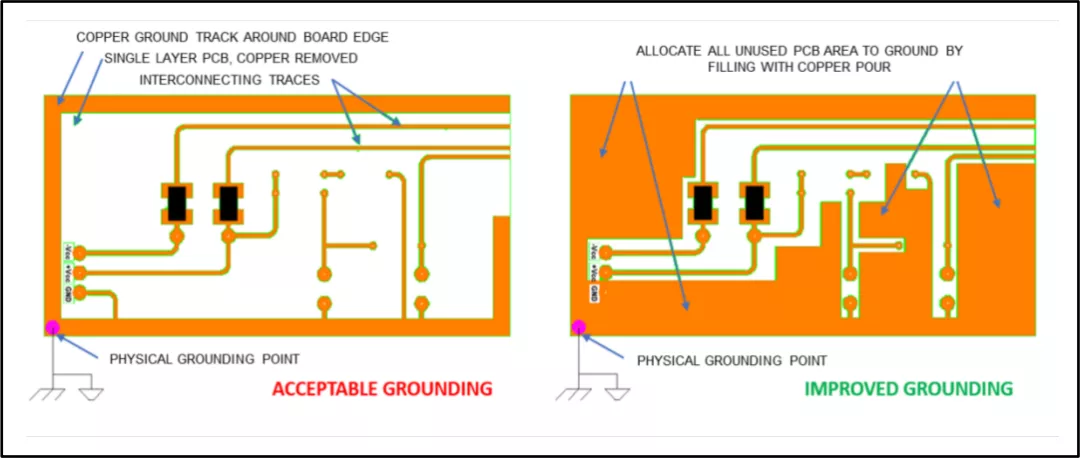 COPPER GROUND TRACK AROUND BOARD EDGE
SINGLE LAYER PCB, COPPER REMOVED
INTERCONNECTING TRACES
-Vcc +Vcc GND
PHYSICAL GROUNDING POINT
ACCEPTABLE GROUNDING
ALLOCATE ALL UNUSED PCB AREA TO GROUND BY
FILLING WITH COPPER POUR
-Vcc +Vcc GND
PHYSICAL GROUNDING POINT
IMPROVED GROUNDING